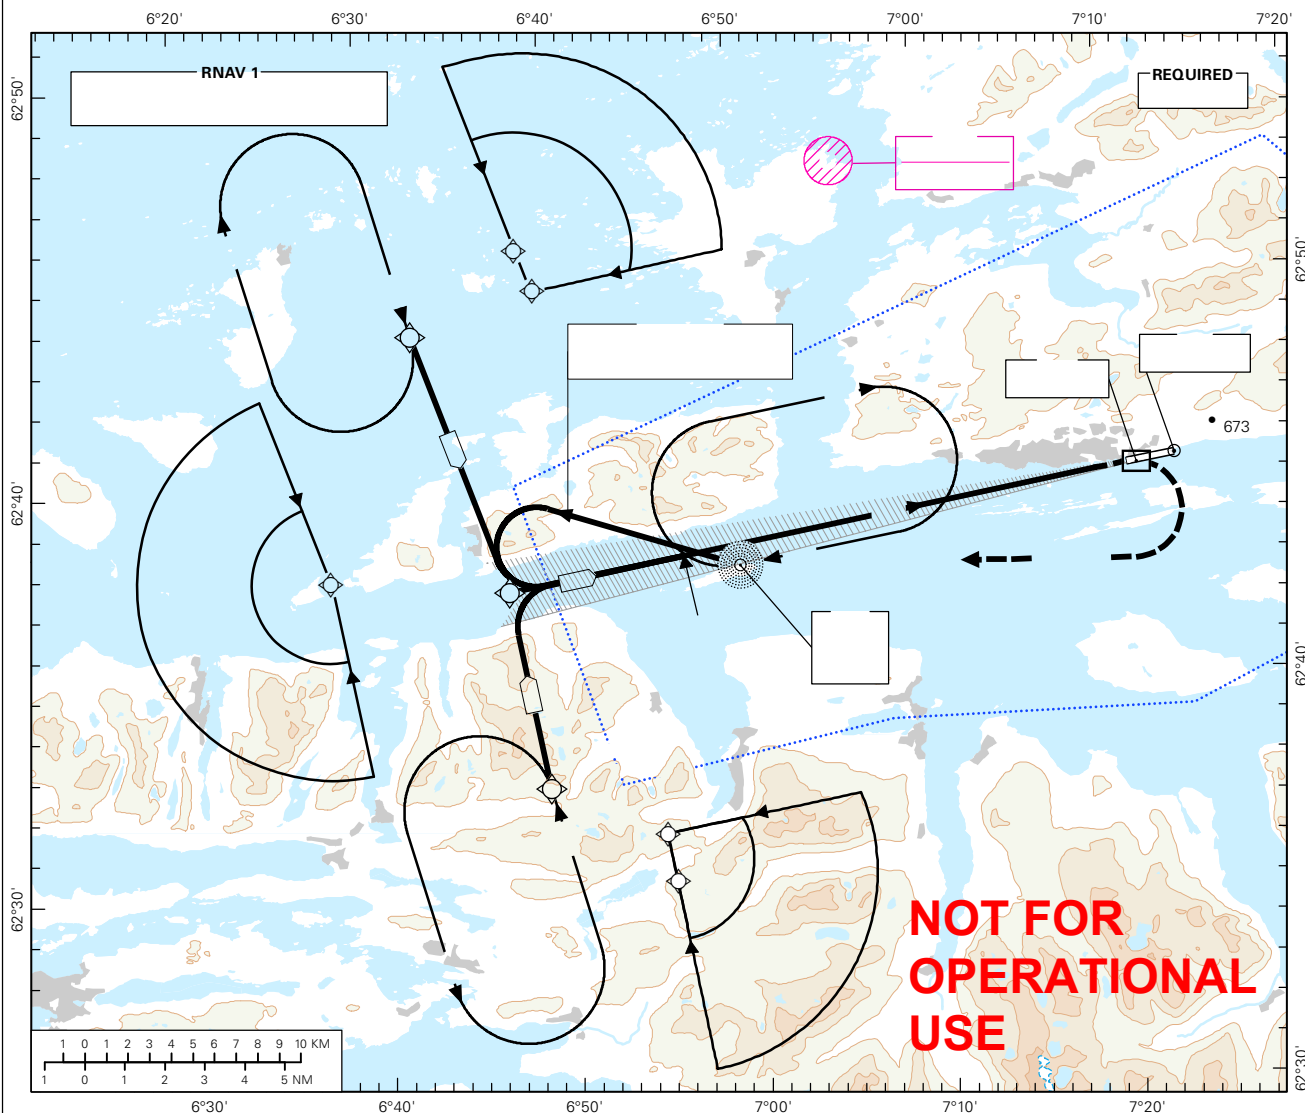 6°20' 6°30' 6°40' 6°50' 7°00' 7°10' 7°20'
RNAV 1
REQUIRED
62°50'
62°50'
673
62°40'
62°40'
62°30'
62°30'
NOT FOR
OPERATIONAL
USE
1 0 1 2 3 4 5 6 7 8 9 10 KM
1 0 1 2 3 4 5 NM
6°30' 6°40' 6°50' 7°00' 7°10' 7°20'